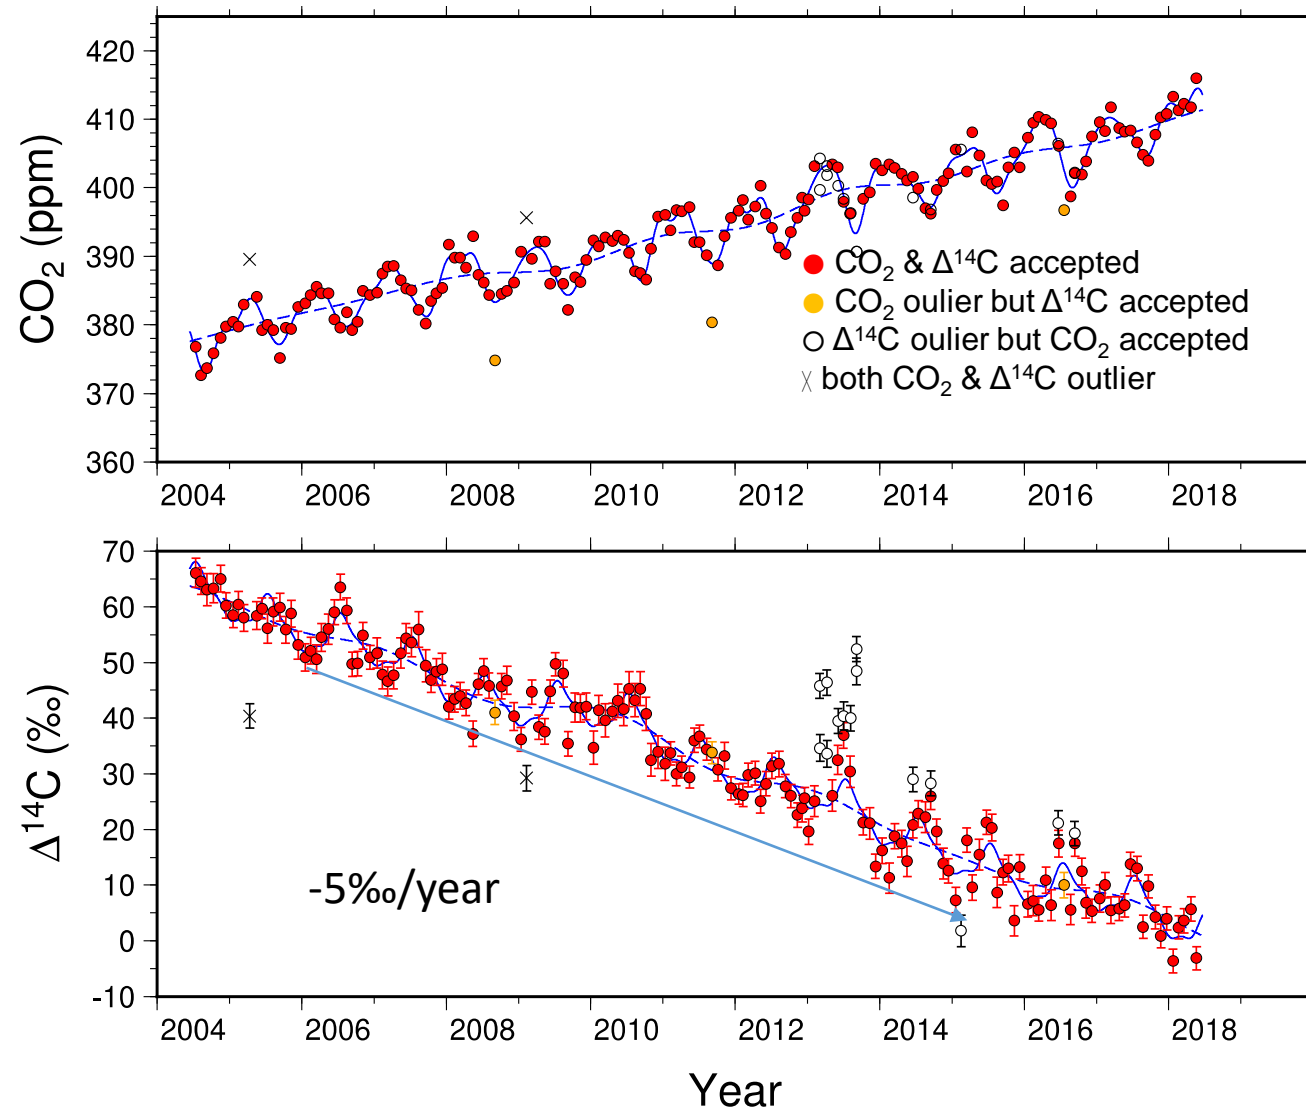 420
410
400
390
380
370
360
CO₂ (ppm)
CO₂ & Δ¹⁴C accepted
CO₂ oulier but Δ¹⁴C accepted
Δ¹⁴C oulier but CO₂ accepted
both CO₂ & Δ¹⁴C outlier
2004 2006 2008 2010 2012 2014 2016 2018
70
60
50
40
30
20
10
0
-10
Δ¹⁴C (‰)
-5‰/year
2004 2006 2008 2010 2012 2014 2016 2018
Year